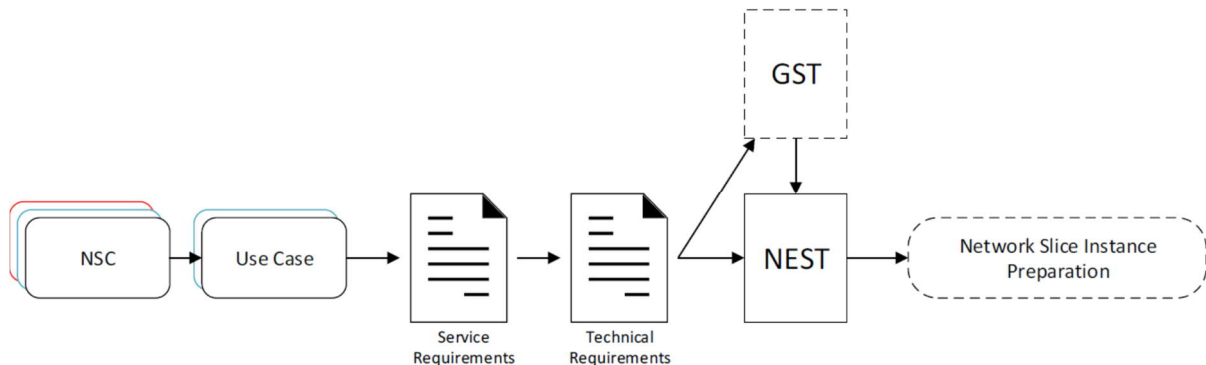 GST
NSC
Use Case
NEST
Network Slice Instance
Preparation
Service
Requirements
Technical
Requirements